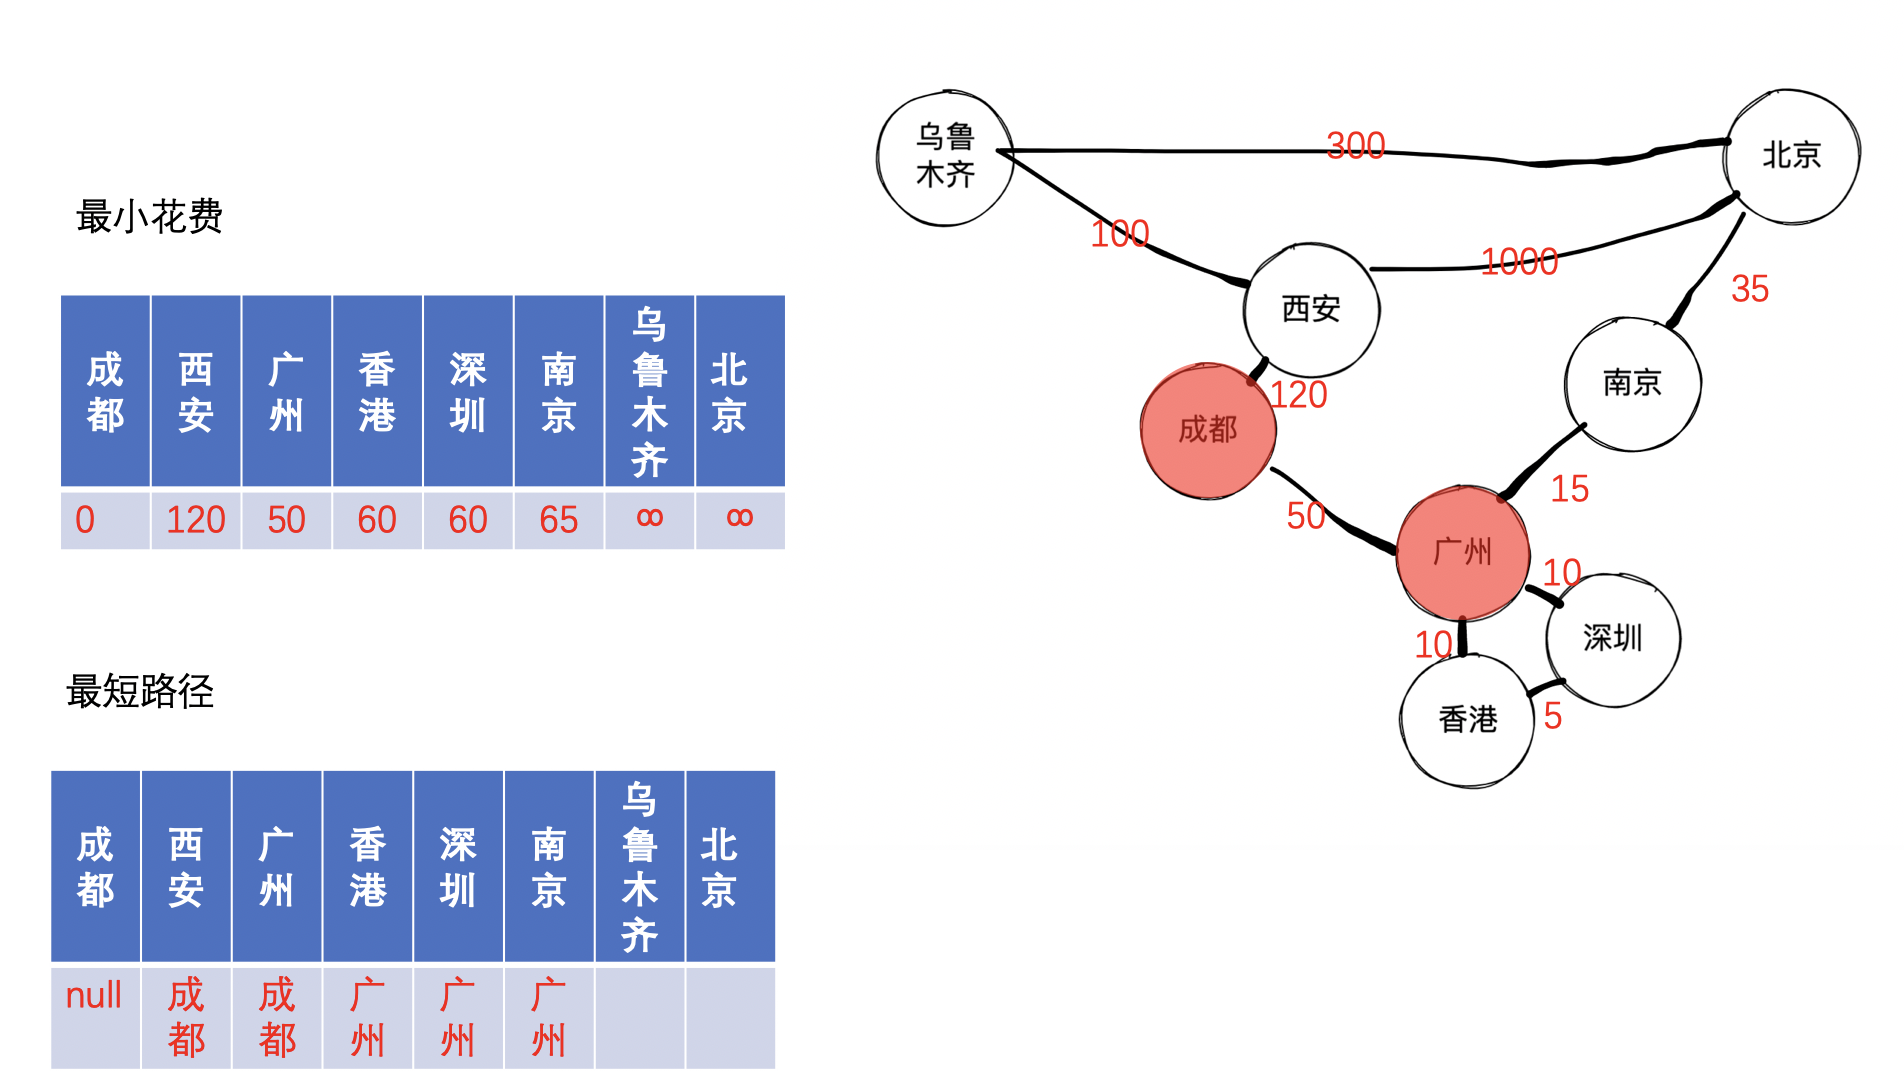 最小花费
成都 西安 广州 香港 深圳 南京 乌鲁木齐 北京
0 120 50 60 60 65 ∞ ∞
最短路径
成都 西安 广州 香港 深圳 南京 乌鲁木齐 北京
null 成都 成都 广州 广州 广州
乌鲁
木齐
300
北京
100
1000
35
西安
120
南京
成都
50
15
广州
10
深圳
10
香港
5